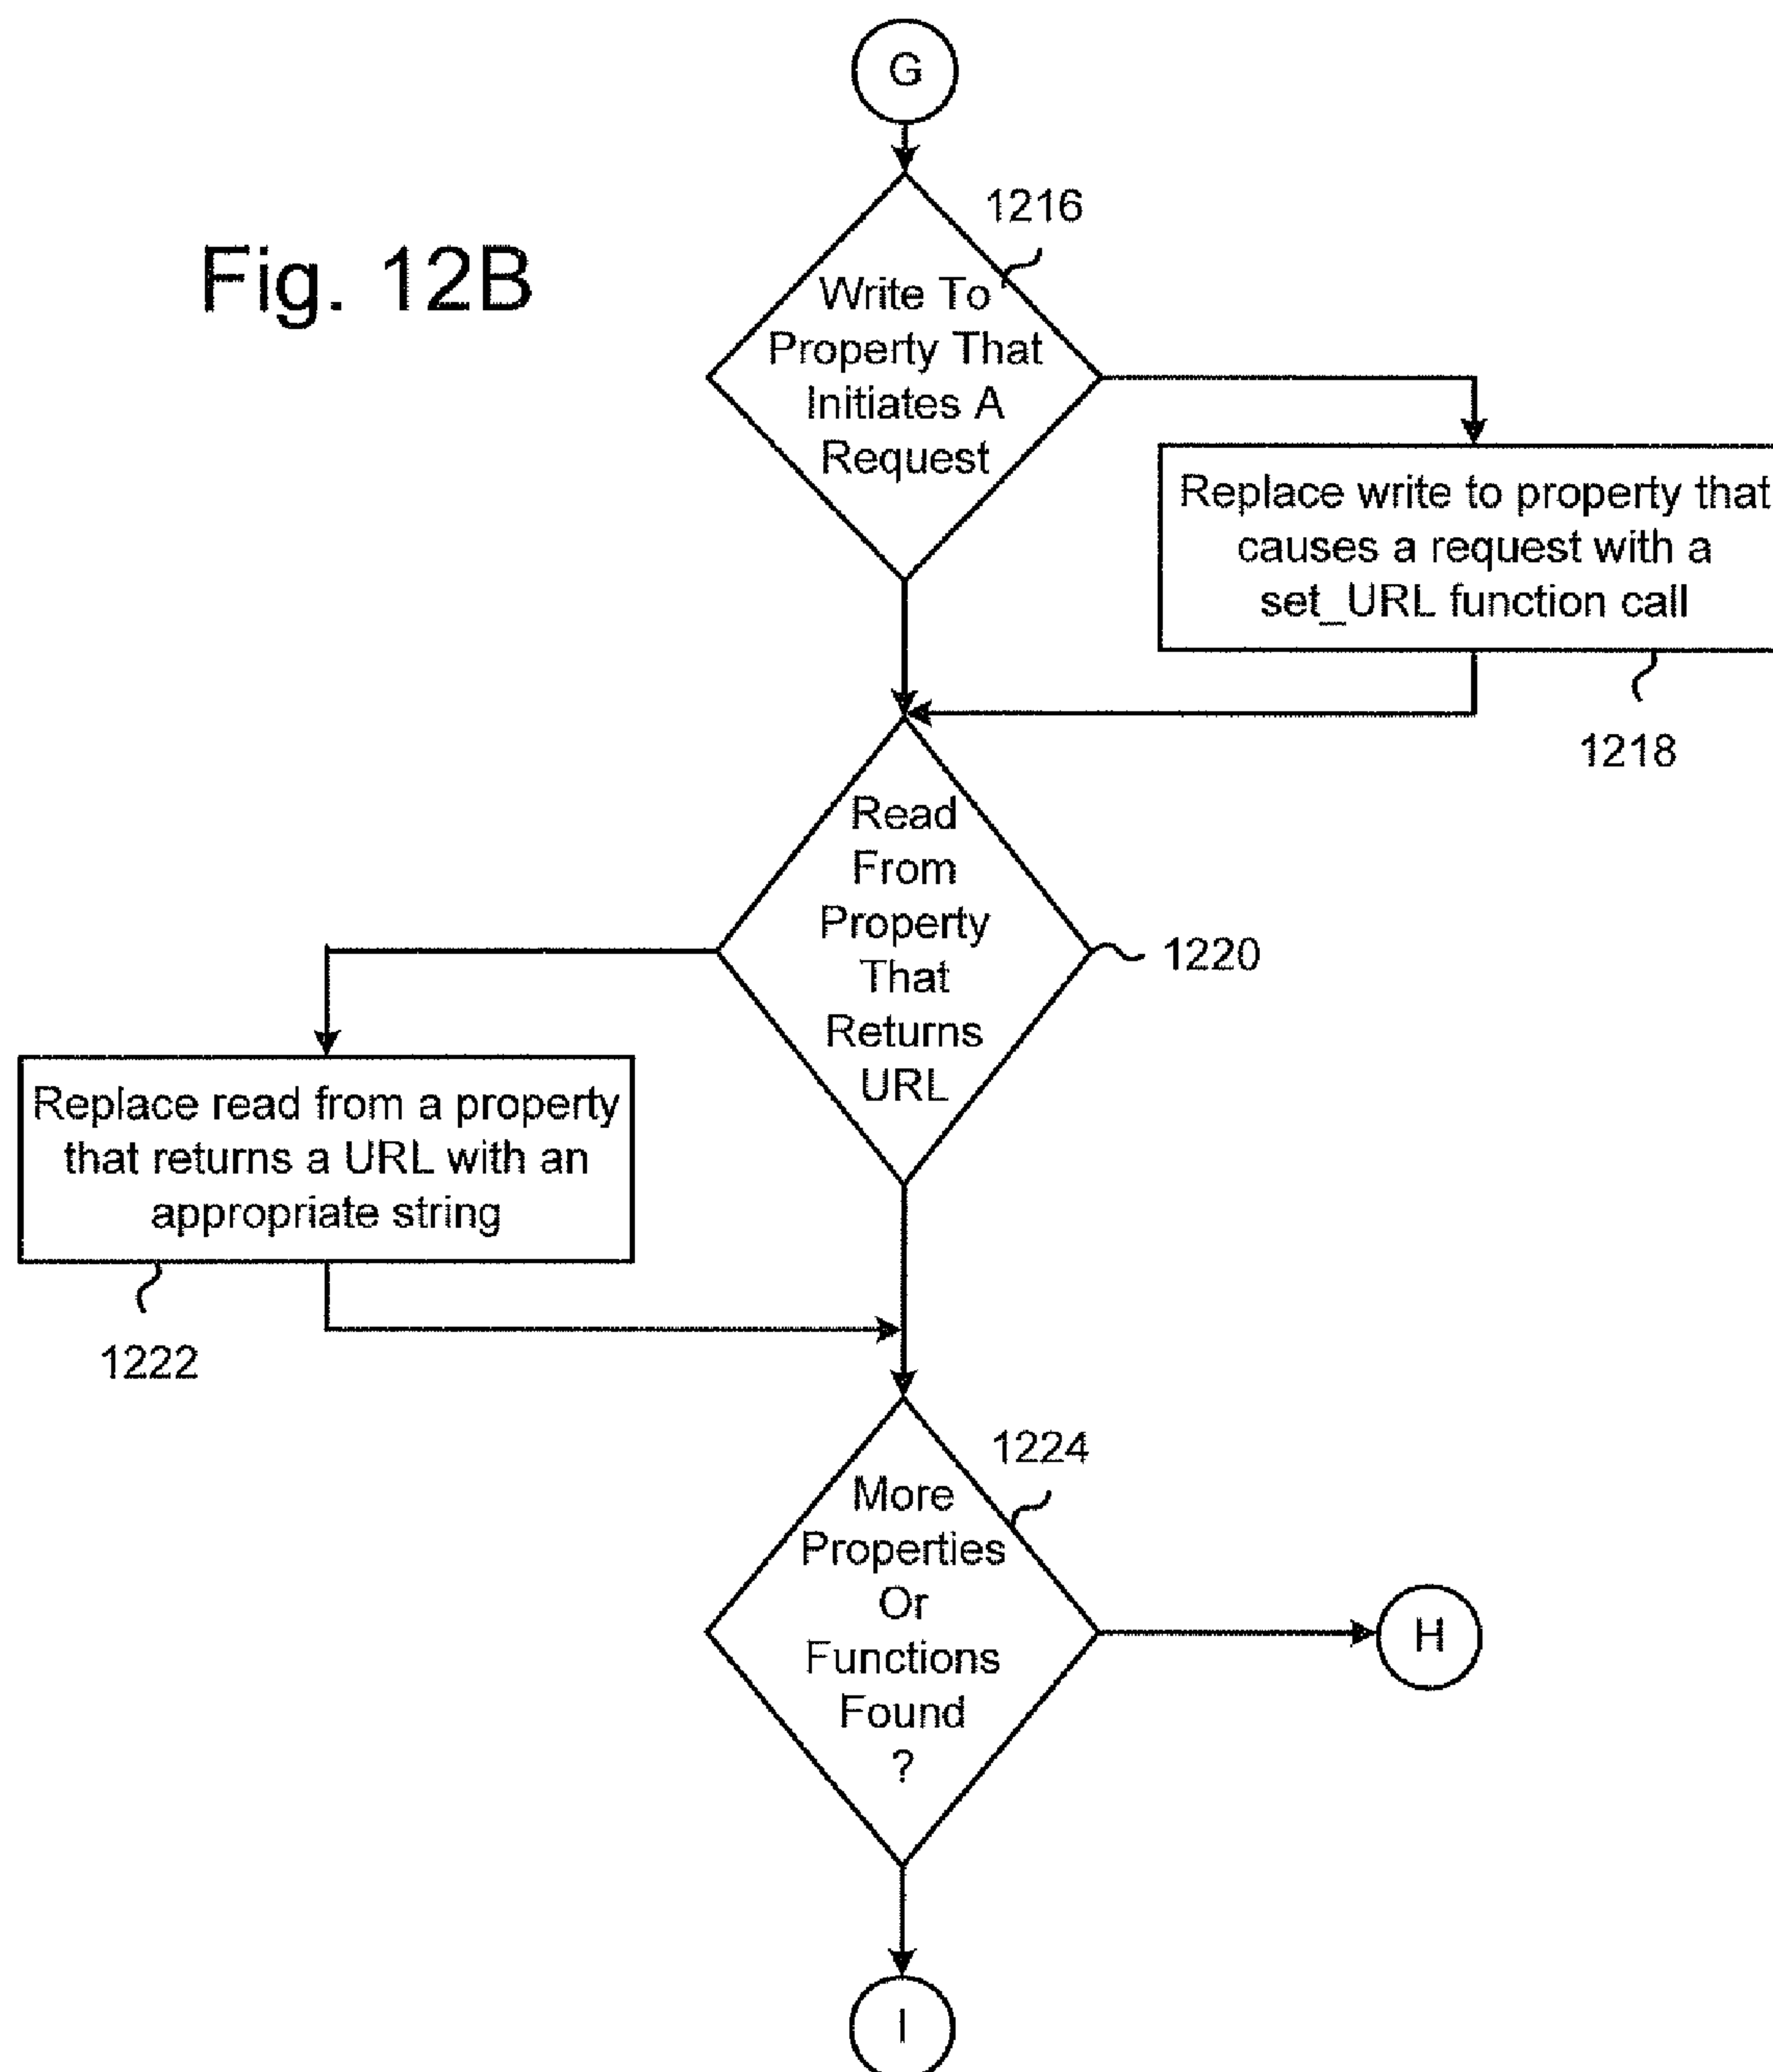 G
Fig. 12B
1216
Write To
Property That
Initiates A
Request
Replace write to property that
causes a request with a
set_URL function call
1218
Read
From
Property
That
Returns
URL
1220
Replace read from a property
that returns a URL with an
appropriate string
1222
1224
More
Properties
Or
Functions
Found
?
H
I